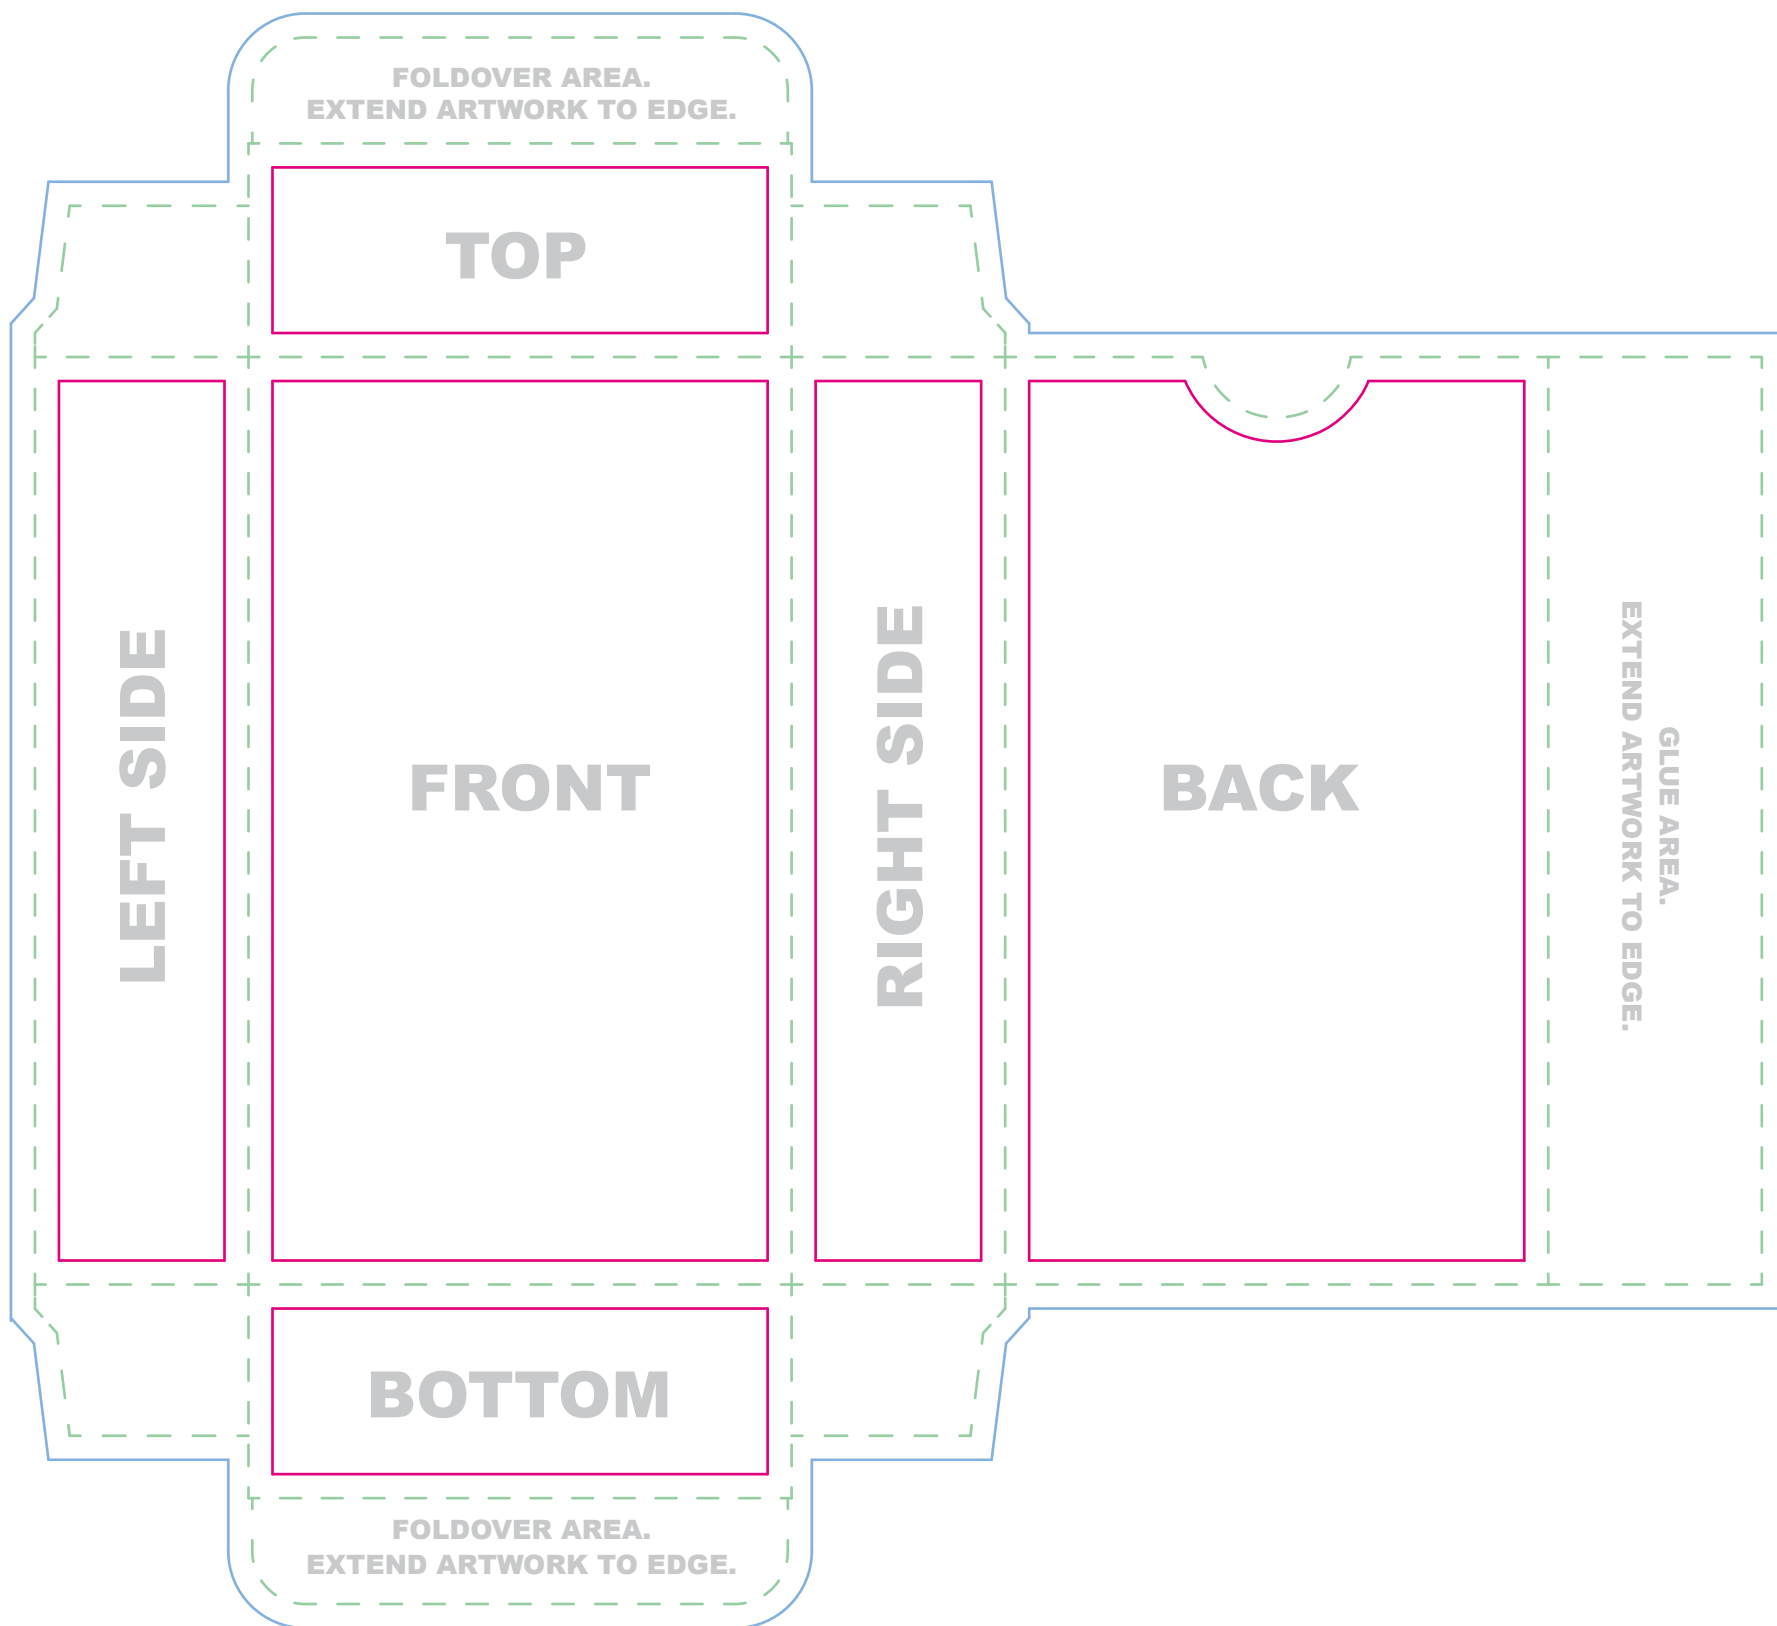 FOLDOVER AREA.
EXTEND ARTWORK TO EDGE.
TOP
LEFT SIDE
FRONT
RIGHT SIDE
BACK
GLUE AREA.
EXTEND ARTWORK TO EDGE.
BOTTOM
FOLDOVER AREA.
EXTEND ARTWORK TO EDGE.